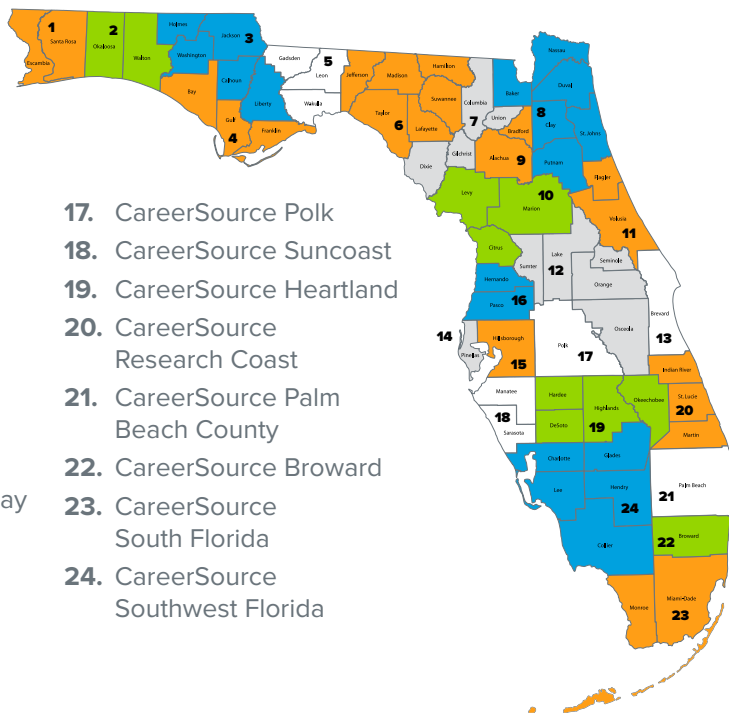 1
Escambia
Santa Rosa
2
Okaloosa
Walton
Holmes
Jackson
3
Washington
Bay
Calhoun
Liberty
Gulf
4
Franklin
Gadsden
5
Leon
Wakulla
Jefferson
Madison
Hamilton
Taylor
6
Suwannee
Lafayette
Columbia
7
Union
Dixie
Gilchrist
Bradford
Alachua
9
Nassau
Baker
Duval
8
Clay
St. Johns
Putnam
Flagler
Volusia
11
Levy
10
Marion
Citrus
Hernando
Pasco
16
Sumter
Lake
12
Seminole
Orange
Osceola
Brevard
13
14
Pinellas
Hillsborough
15
Polk
17
Manatee
18
Sarasota
Hardee
DeSoto
Highlands
19
Okeechobee
Indian River
St. Lucie
20
Martin
Charlotte
Glades
Lee
Hendry
24
Collier
Palm Beach
21
22
Broward
Monroe
Miami-Dade
23
17. CareerSource Polk
18. CareerSource Suncoast
19. CareerSource Heartland
20. CareerSource
Research Coast
21. CareerSource Palm
Beach County
22. CareerSource Broward
ay
23. CareerSource
South Florida
24. CareerSource
Southwest Florida